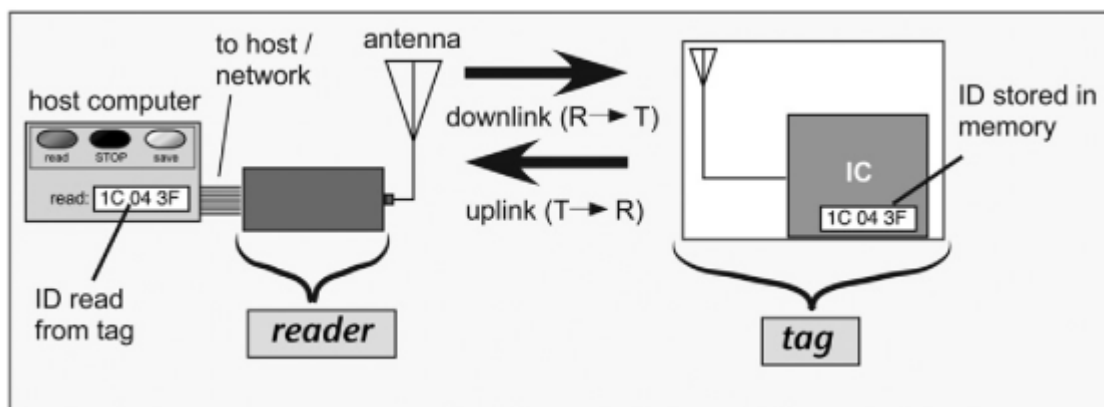 to host /
network
antenna
host computer
read STOP save
read: 1C 04 3F
downlink (R→ T)
uplink (T→ R)
ID stored in
memory
IC
1C 04 3F
ID read
from tag
reader
tag